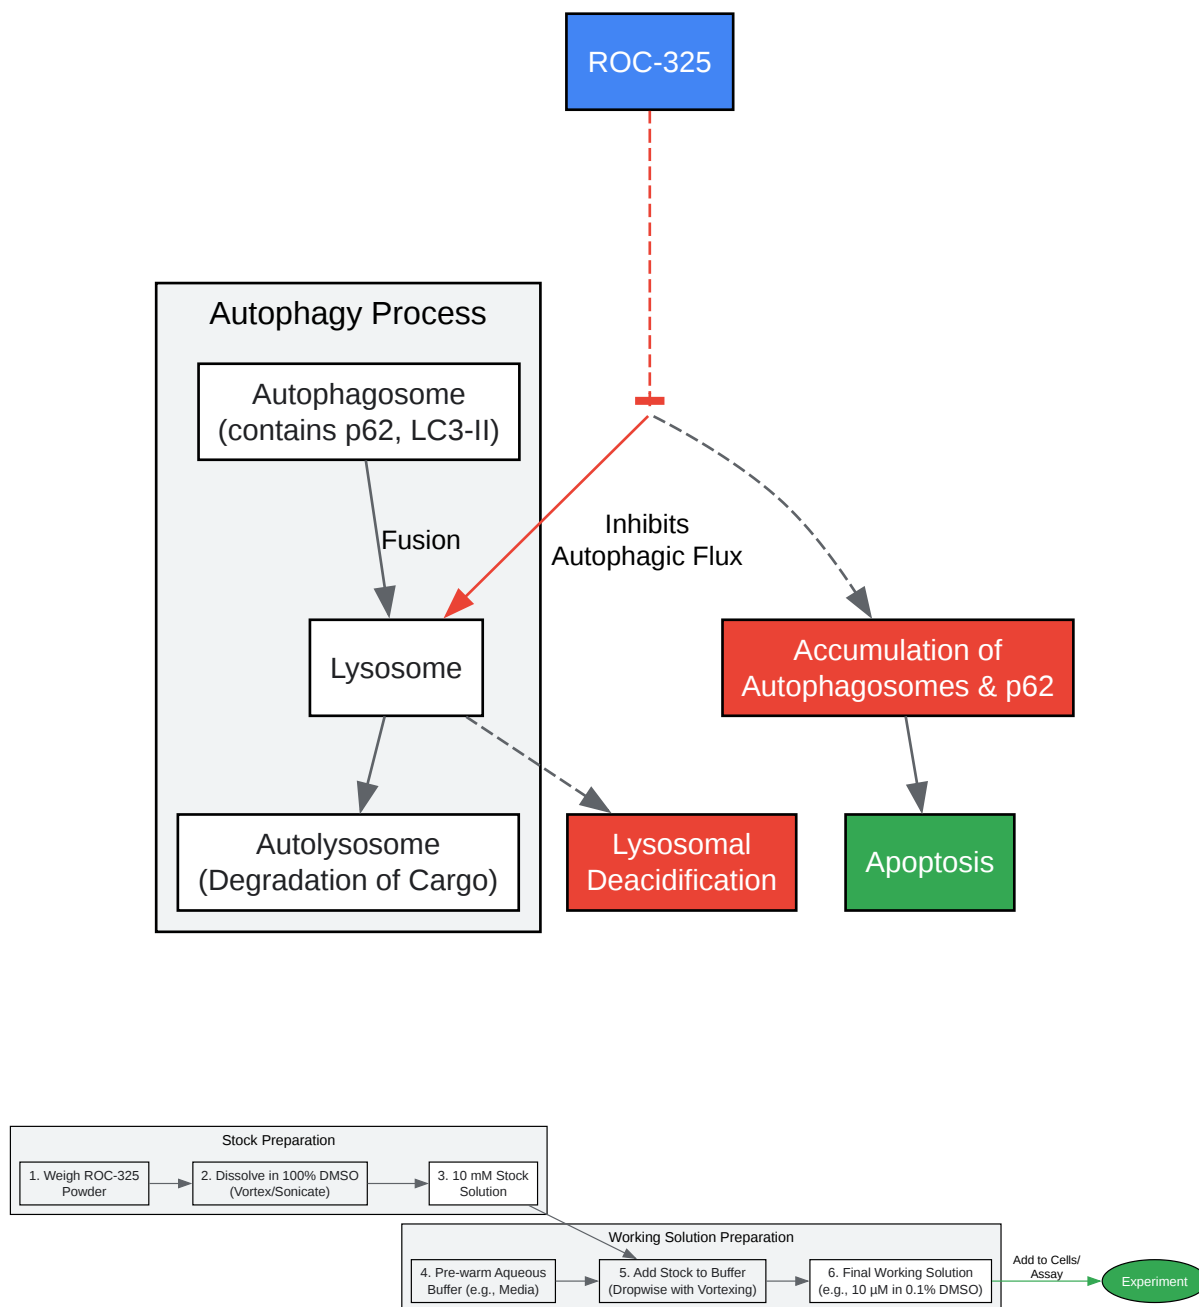 ROC-325
Autophagy Process
Autophagosome
(contains p62, LC3-II)
Fusion
Inhibits
Autophagic Flux
Lysosome
Accumulation of
Autophagosomes & p62
Autolysosome
(Degradation of Cargo)
Lysosomal
Deacidification
Apoptosis
Stock Preparation
1. Weigh ROC-325
Powder
2. Dissolve in 100% DMSO
(Vortex/Sonicate)
3. 10 mM Stock
Solution
Working Solution Preparation
4. Pre-warm Aqueous
Buffer (e.g., Media)
5. Add Stock to Buffer
(Dropwise with Vortexing)
6. Final Working Solution
(e.g., 10 µM in 0.1% DMSO)
Add to Cells/
Assay
Experiment